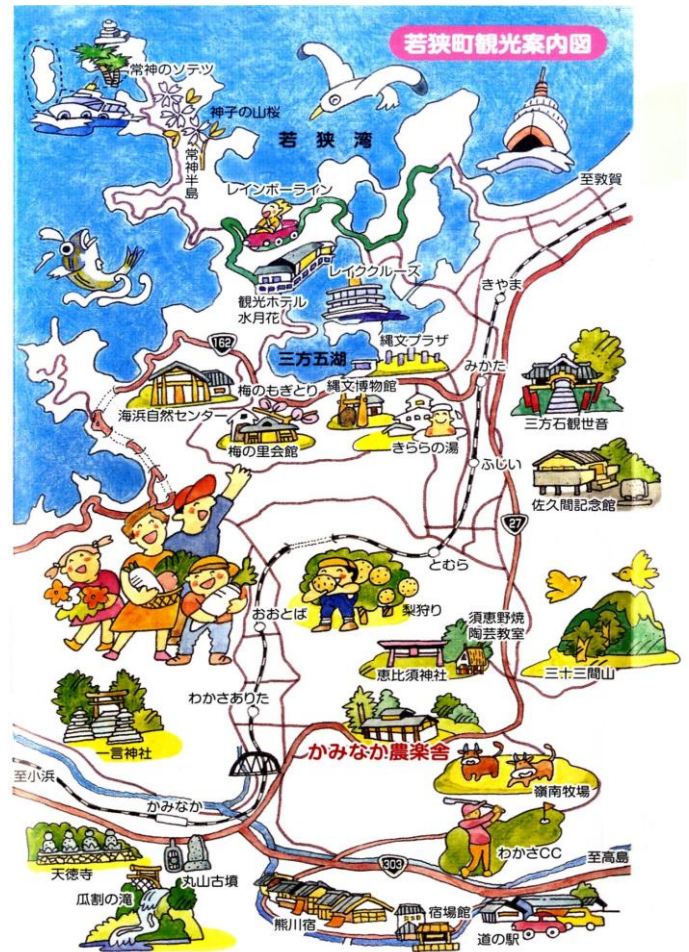 若狭町観光案内図
常神のソテツ
神子の山桜
常神半島
若狭湾
至敦賀
レインボーライン
観光ホテル
水月花
レイククルーズ
きやま
縄文プラザ
162
三方五湖
みかた
海浜自然センター
梅のもぎとり
縄文博物館
梅の里会館
きららの湯
三方石観世音
ふじい
佐久間記念館
27
とむら
おおとば
梨狩り
須恵野焼
陶芸教室
恵比須神社
三十三間山
わかさありた
一言神社
かみなか農楽舎
至小浜
かみなか
嶺南牧場
わかさCC
天徳寺
丸山古墳
303
至高島
瓜割の滝
熊川宿
宿場館
道の駅